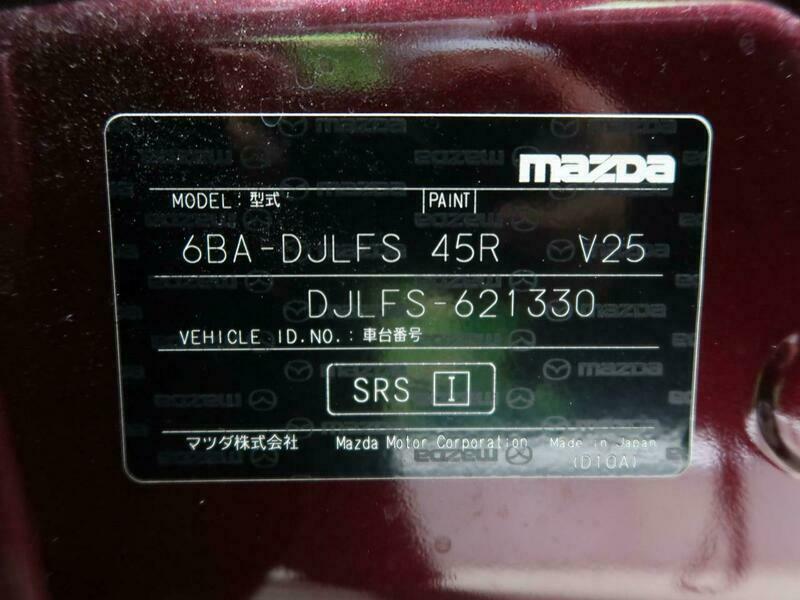 mazda
MODEL: 型式 PAINT
6BA-DJLFS 45R V25
DJLFS-621330
VEHICLE ID.NO.: 車台番号
SRS I
マツダ株式会社 Mazda Motor Corporation Made in Japan
(D10A)